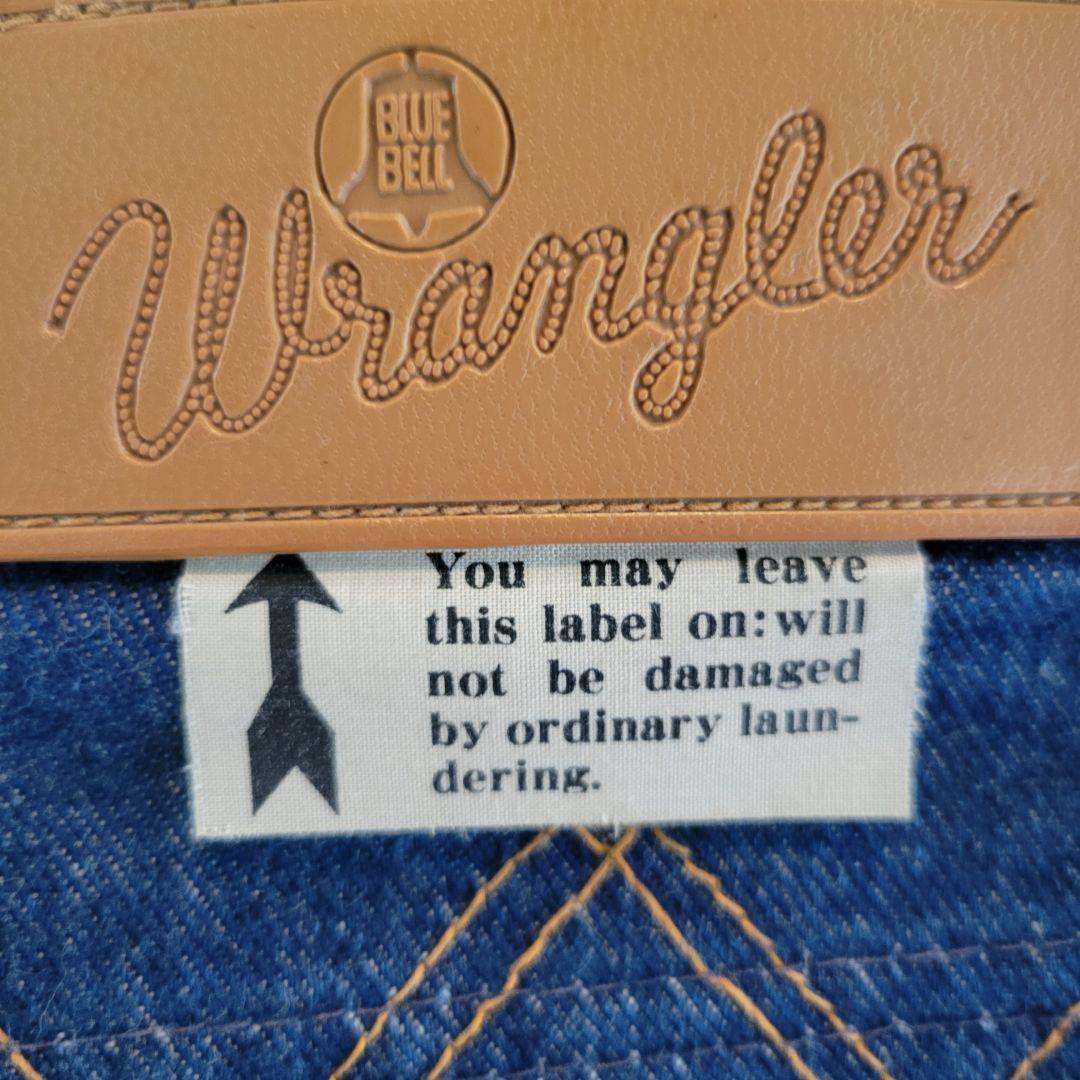 BLUE
BELL
Wrangler
You may leave
this label on: will
not be damaged
by ordinary laun-
dering.